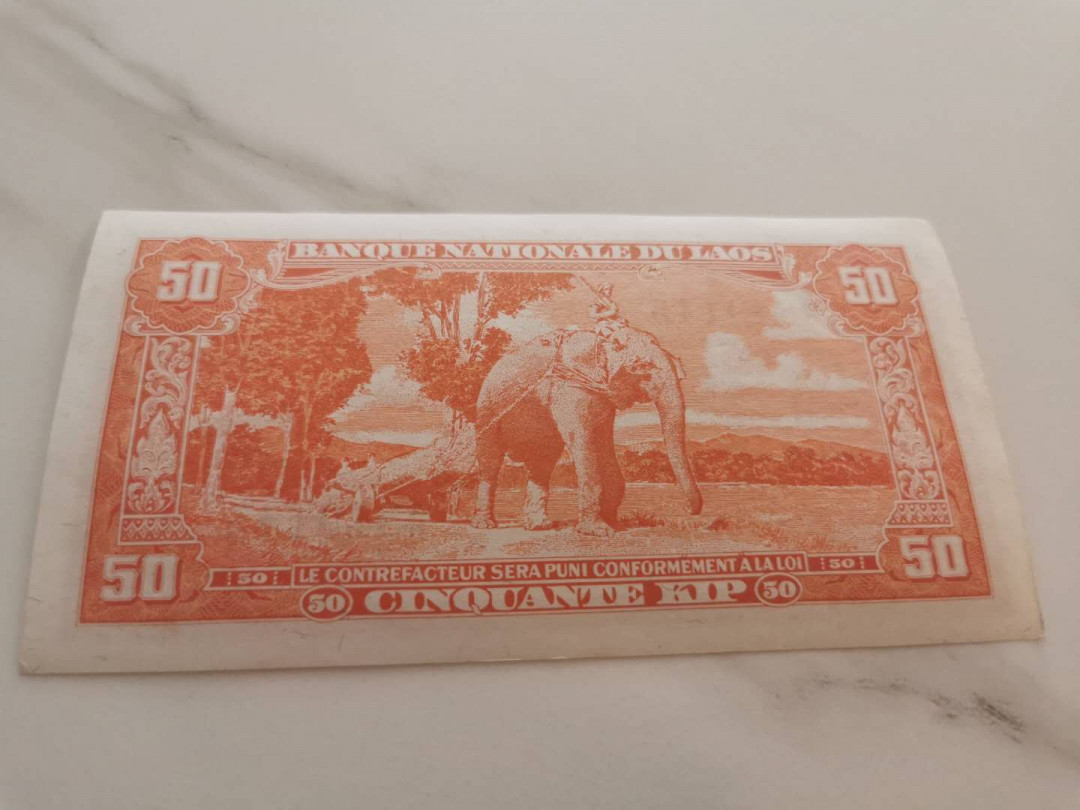 BANQUE NATIONALE DU LAOS
50 50
50 50
50 LE CONTREFACTEUR SERA PUNI CONFORMEMENT A LA LOI 50
50 CINQUANTE KIP 50